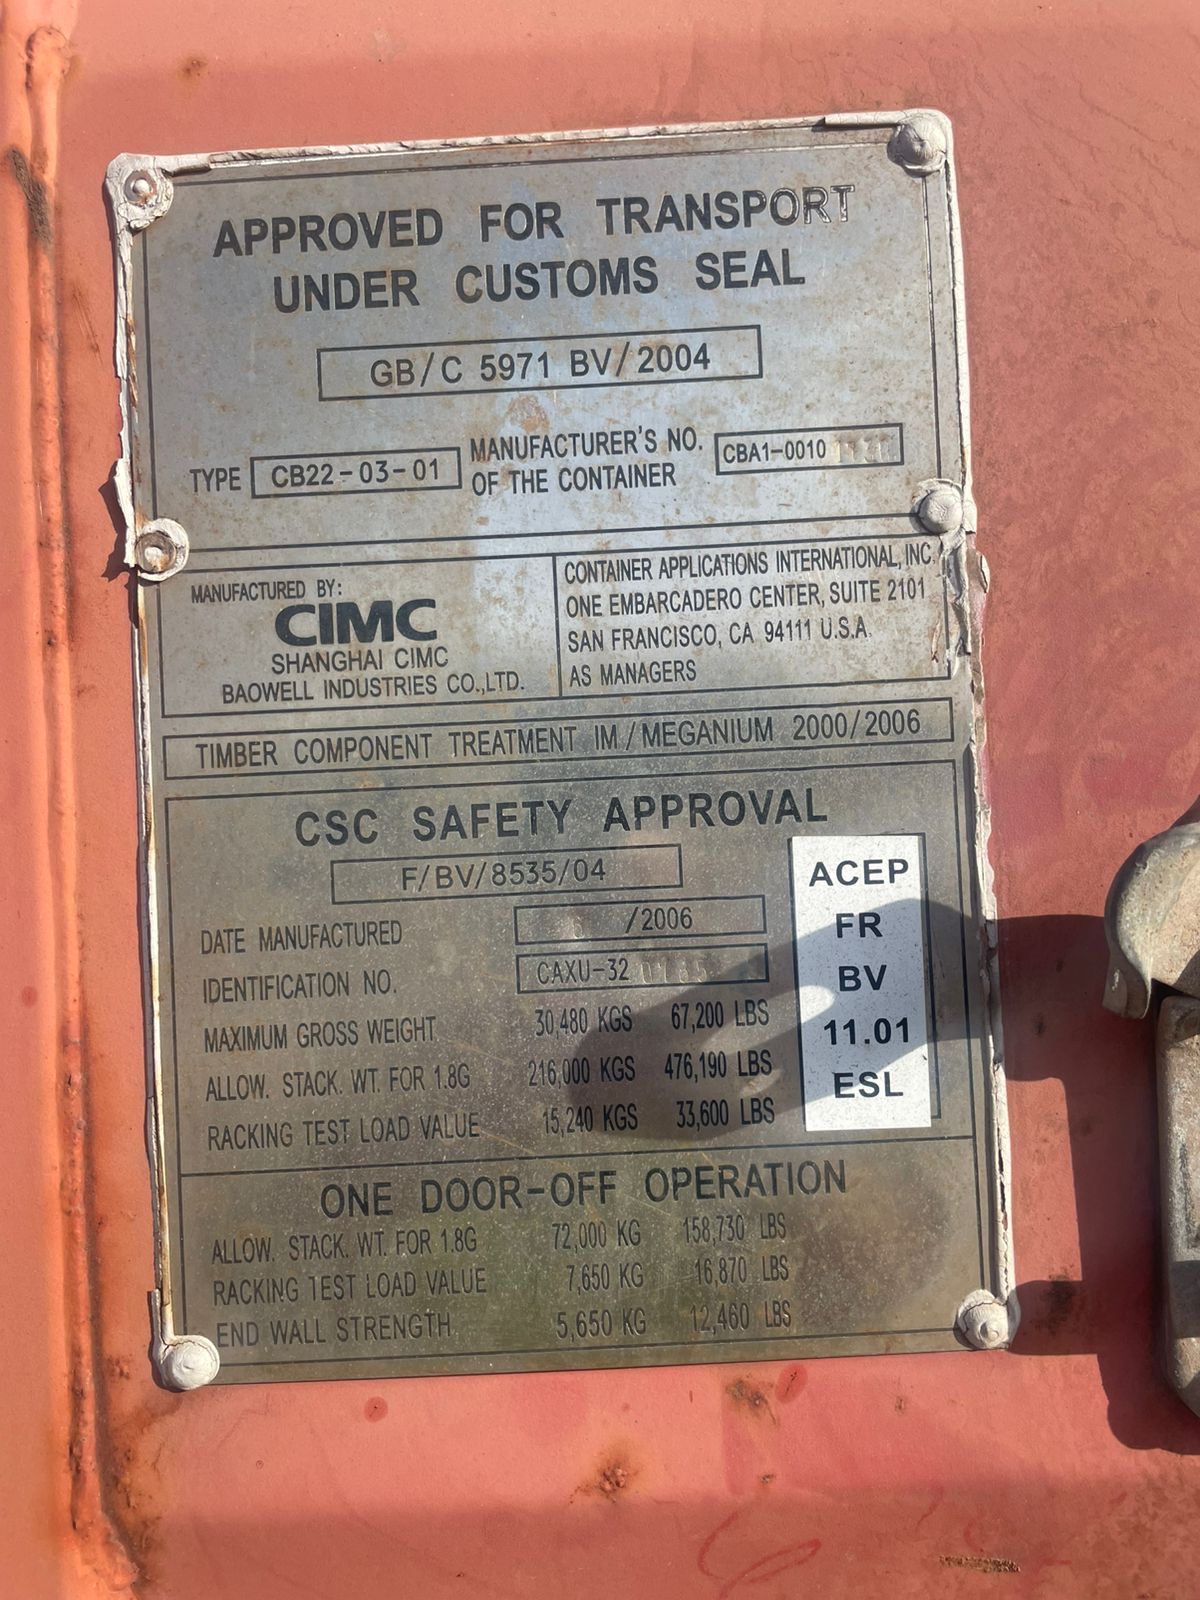 APPROVED FOR TRANSPORT
UNDER CUSTOMS SEAL
GB/C 5971 BV/2004
TYPE CB22-03-01
MANUFACTURER'S NO.
OF THE CONTAINER
CBA1-0010
MANUFACTURED BY:
CIMC
SHANGHAI CIMC
BAOWELL INDUSTRIES CO.,LTD.
CONTAINER APPLICATIONS INTERNATIONAL, INC.
ONE EMBARCADERO CENTER, SUITE 2101
SAN FRANCISCO, CA 94111 U.S.A.
AS MANAGERS
TIMBER COMPONENT TREATMENT IM/MEGANIUM 2000/2006
CSC SAFETY APPROVAL
F/BV/8535/04
DATE MANUFACTURED /2006
IDENTIFICATION NO. CAXU-32
MAXIMUM GROSS WEIGHT 30,480 KGS 67,200 LBS
ALLOW. STACK. WT. FOR 1.8G 216,000 KGS 476,190 LBS
RACKING TEST LOAD VALUE 15,240 KGS 33,600 LBS
ACEP
FR
BV
11.01
ESL
ONE DOOR-OFF OPERATION
ALLOW. STACK. WT. FOR 1.8G 72,000 KG 158,730 LBS
RACKING TEST LOAD VALUE 7,650 KG 16,870 LBS
END WALL STRENGTH 5,650 KG 12,460 LBS